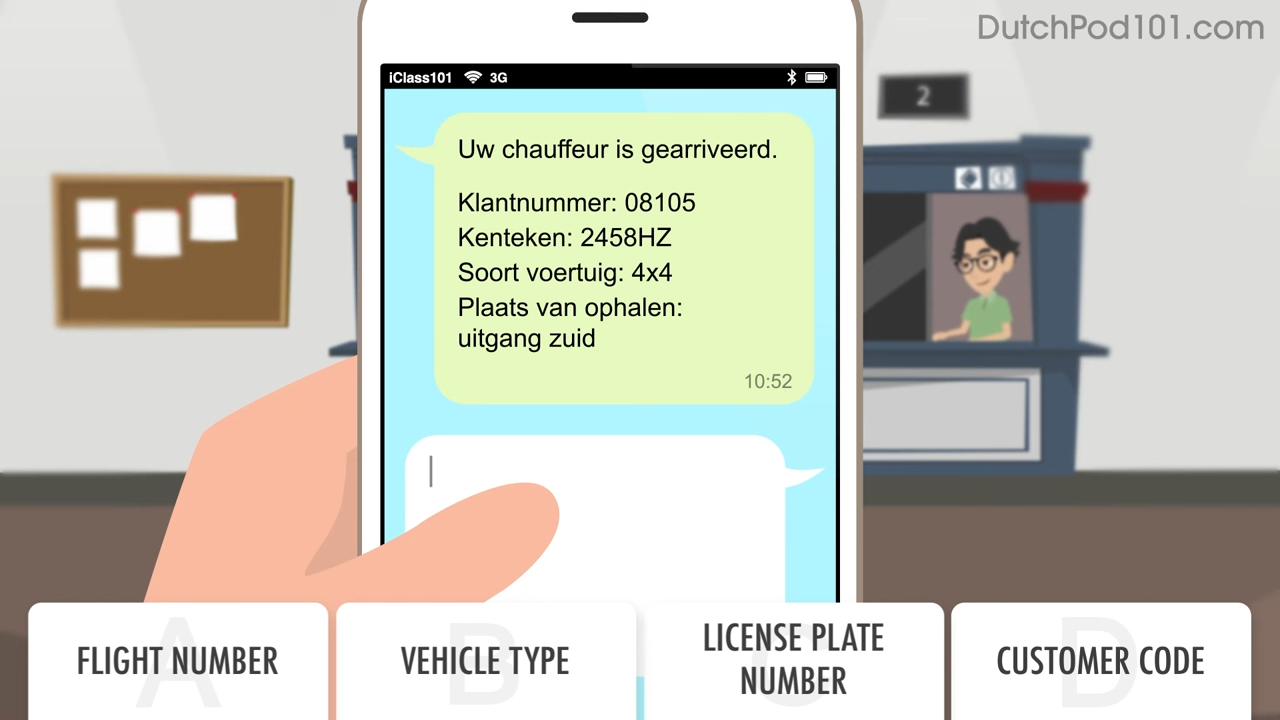 DutchPod101.com
iClass101 3G
2
Uw chauffeur is gearriveerd.
Klantnummer: 08105
Kenteken: 2458HZ
Soort voertuig: 4x4
Plaats van ophalen:
uitgang zuid
10:52
A
FLIGHT NUMBER
B
VEHICLE TYPE
C
LICENSE PLATE
NUMBER
D
CUSTOMER CODE